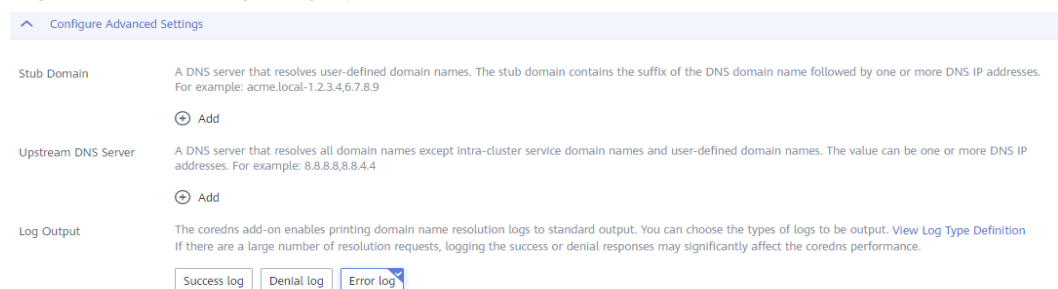 Configure Advanced Settings
Stub Domain
A DNS server that resolves user-defined domain names. The stub domain contains the suffix of the DNS domain name followed by one or more DNS IP addresses.
For example: acme.local-1.2.3.4,6.7.8.9
Add
Upstream DNS Server
A DNS server that resolves all domain names except intra-cluster service domain names and user-defined domain names. The value can be one or more DNS IP
addresses. For example: 8.8.8.8,8.8.4.4
Add
Log Output
The coredns add-on enables printing domain name resolution logs to standard output. You can choose the types of logs to be output. View Log Type Definition
If there are a large number of resolution requests, logging the success or denial responses may significantly affect the coredns performance.
Success log
Denial log
Error log